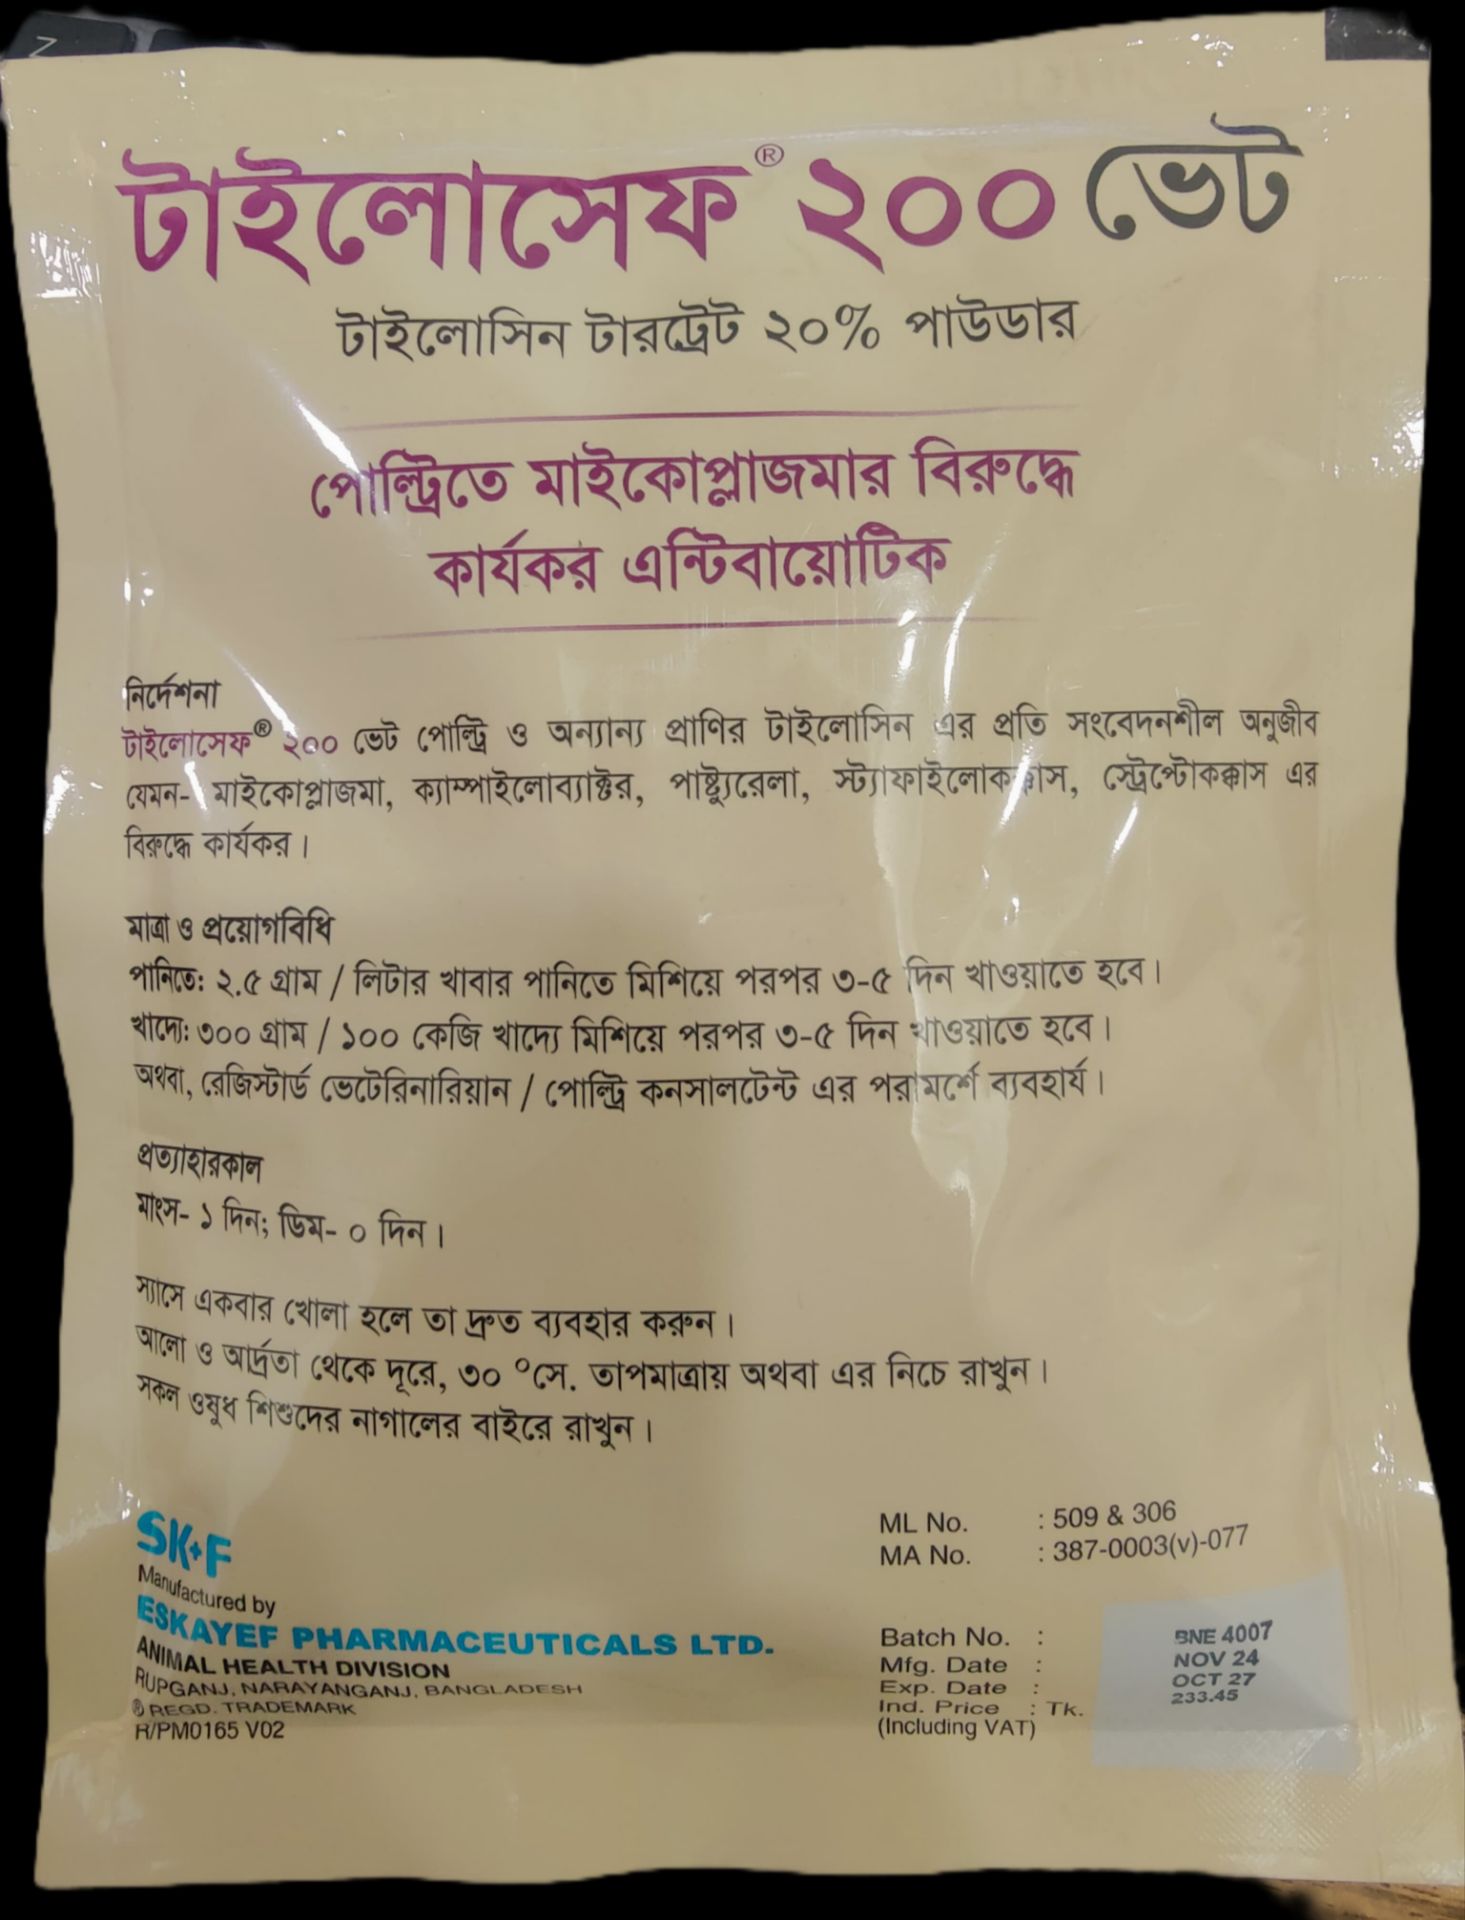 Z
টাইলোসেফ® ২০০ ভেট
টাইলোসিন টারট্রেট ২০% পাউডার
পোল্ট্রিতে মাইকোপ্লাজমার বিরুদ্ধে
কার্যকর এন্টিবায়োটিক
নির্দেশনা
টাইলোসেফ® ২০০ ভেট পোল্ট্রি ও অন্যান্য প্রাণির টাইলোসিন এর প্রতি সংবেদনশীল অনুজীব
যেমন- মাইকোপ্লাজমা, ক্যাম্পাইলোব্যাক্টর, পাষ্ট্যুরেলা, স্ট্যাফাইলোকক্কাস, স্ট্রেপ্টোকক্কাস এর
বিরুদ্ধে কার্যকর।
মাত্রা ও প্রয়োগবিধি
পানিতে: ২.৫ গ্রাম / লিটার খাবার পানিতে মিশিয়ে পরপর ৩-৫ দিন খাওয়াতে হবে।
খাদ্যে: ৩০০ গ্রাম / ১০০ কেজি খাদ্যে মিশিয়ে পরপর ৩-৫ দিন খাওয়াতে হবে।
অথবা, রেজিস্টার্ড ভেটেরিনারিয়ান / পোল্ট্রি কনসালটেন্ট এর পরামর্শে ব্যবহার্য।
প্রত্যাহারকাল
মাংস- ১ দিন; ডিম- ০ দিন।
স্যাসে একবার খোলা হলে তা দ্রুত ব্যবহার করুন।
আলো ও আর্দ্রতা থেকে দূরে, ৩০ °সে. তাপমাত্রায় অথবা এর নিচে রাখুন।
সকল ওষুধ শিশুদের নাগালের বাইরে রাখুন।
SK+F
Manufactured by
ESKAYEF PHARMACEUTICALS LTD.
ANIMAL HEALTH DIVISION
RUPGANJ, NARAYANGANJ, BANGLADESH
® REGD. TRADEMARK
R/PM0165 V02
ML No. : 509 & 306
MA No. : 387-0003(v)-077
Batch No. : BNE 4007
Mfg. Date : NOV 24
Exp. Date : OCT 27
Ind. Price : Tk. 233.45
(Including VAT)